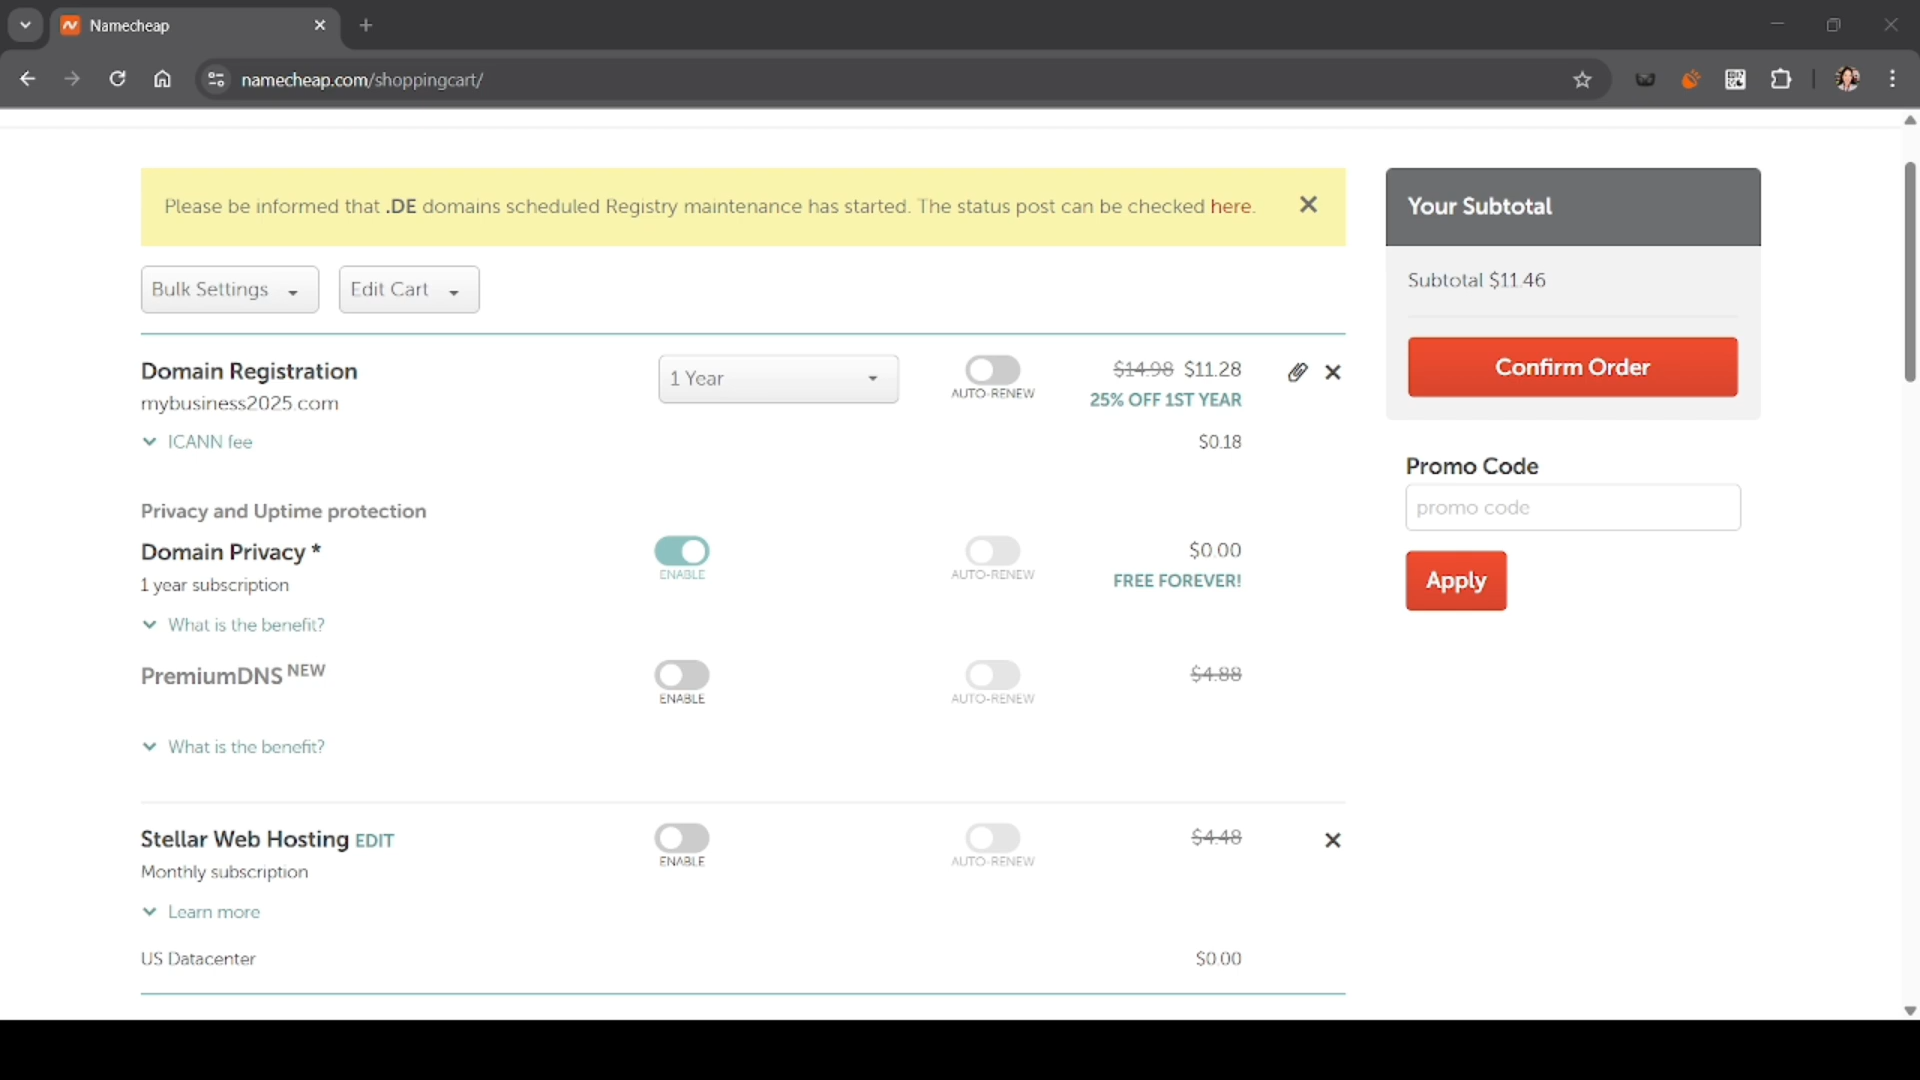 Namecheap
namecheap.com/shoppingcart/
Please be informed that .DE domains scheduled Registry maintenance has started. The status post can be checked here.
Your Subtotal
Subtotal $11.46
Confirm Order
Promo Code
promo code
Apply
Bulk Settings
Edit Cart
Domain Registration
mybusiness2025.com
1 Year
AUTO-RENEW
$14.98 $11.28
25% OFF 1ST YEAR
ICANN fee
$0.18
Privacy and Uptime protection
Domain Privacy *
1 year subscription
ENABLE
AUTO-RENEW
$0.00
FREE FOREVER!
What is the benefit?
PremiumDNS NEW
ENABLE
AUTO-RENEW
$4.88
What is the benefit?
Stellar Web Hosting EDIT
Monthly subscription
ENABLE
AUTO-RENEW
$4.48
Learn more
US Datacenter
$0.00